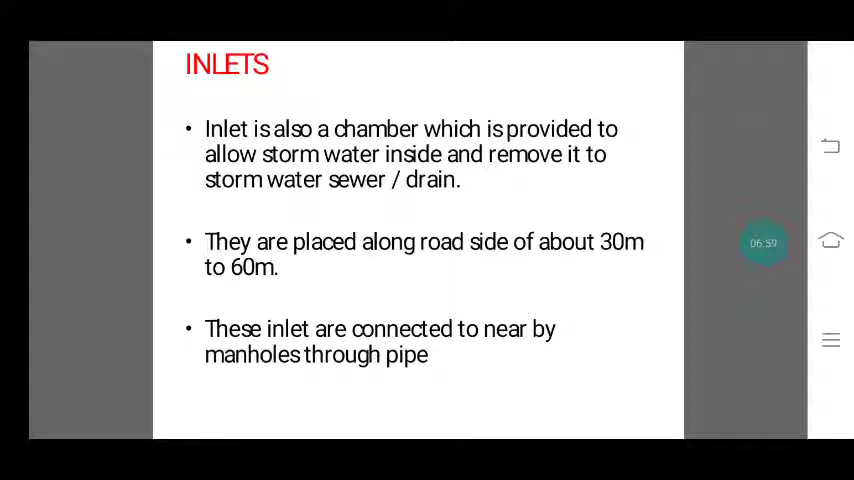 INLETS
• Inlet is also a chamber which is provided to
allow storm water inside and remove it to
storm water sewer / drain.
• They are placed along road side of about 30m
to 60m.
• These inlet are connected to near by
manholes through pipe
06:59